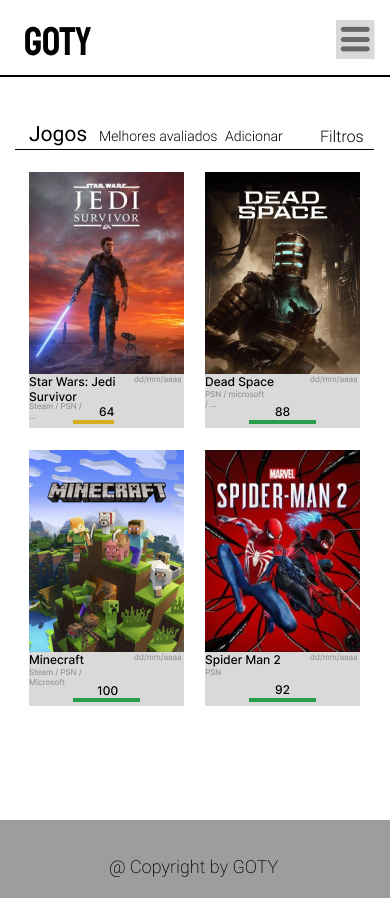 GOTY
Jogos Melhores avaliados Adicionar Filtros
STAR WARS
JEDI
SURVIVOR
EA
Star Wars: Jedi
Survivor
dd/mm/aaaa
Steam / PSN /
...
64
DEAD
SPACE
Dead Space
dd/mm/aaaa
PSN / microsoft
/ ...
88
MINECRAFT
Minecraft
dd/mm/aaaa
Steam / PSN /
Microsoft
100
MARVEL
SPIDER-MAN 2
Spider Man 2
dd/mm/aaaa
PSN
92
@ Copyright by GOTY